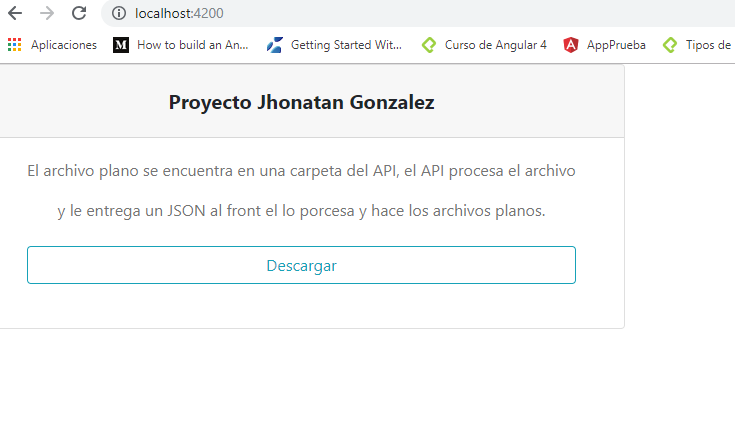 localhost:4200
Aplicaciones How to build an An... Getting Started Wit... Curso de Angular 4 AppPrueba Tipos de
Proyecto Jhonatan Gonzalez
El archivo plano se encuentra en una carpeta del API, el API procesa el archivo
y le entrega un JSON al front el lo porcesa y hace los archivos planos.
Descargar